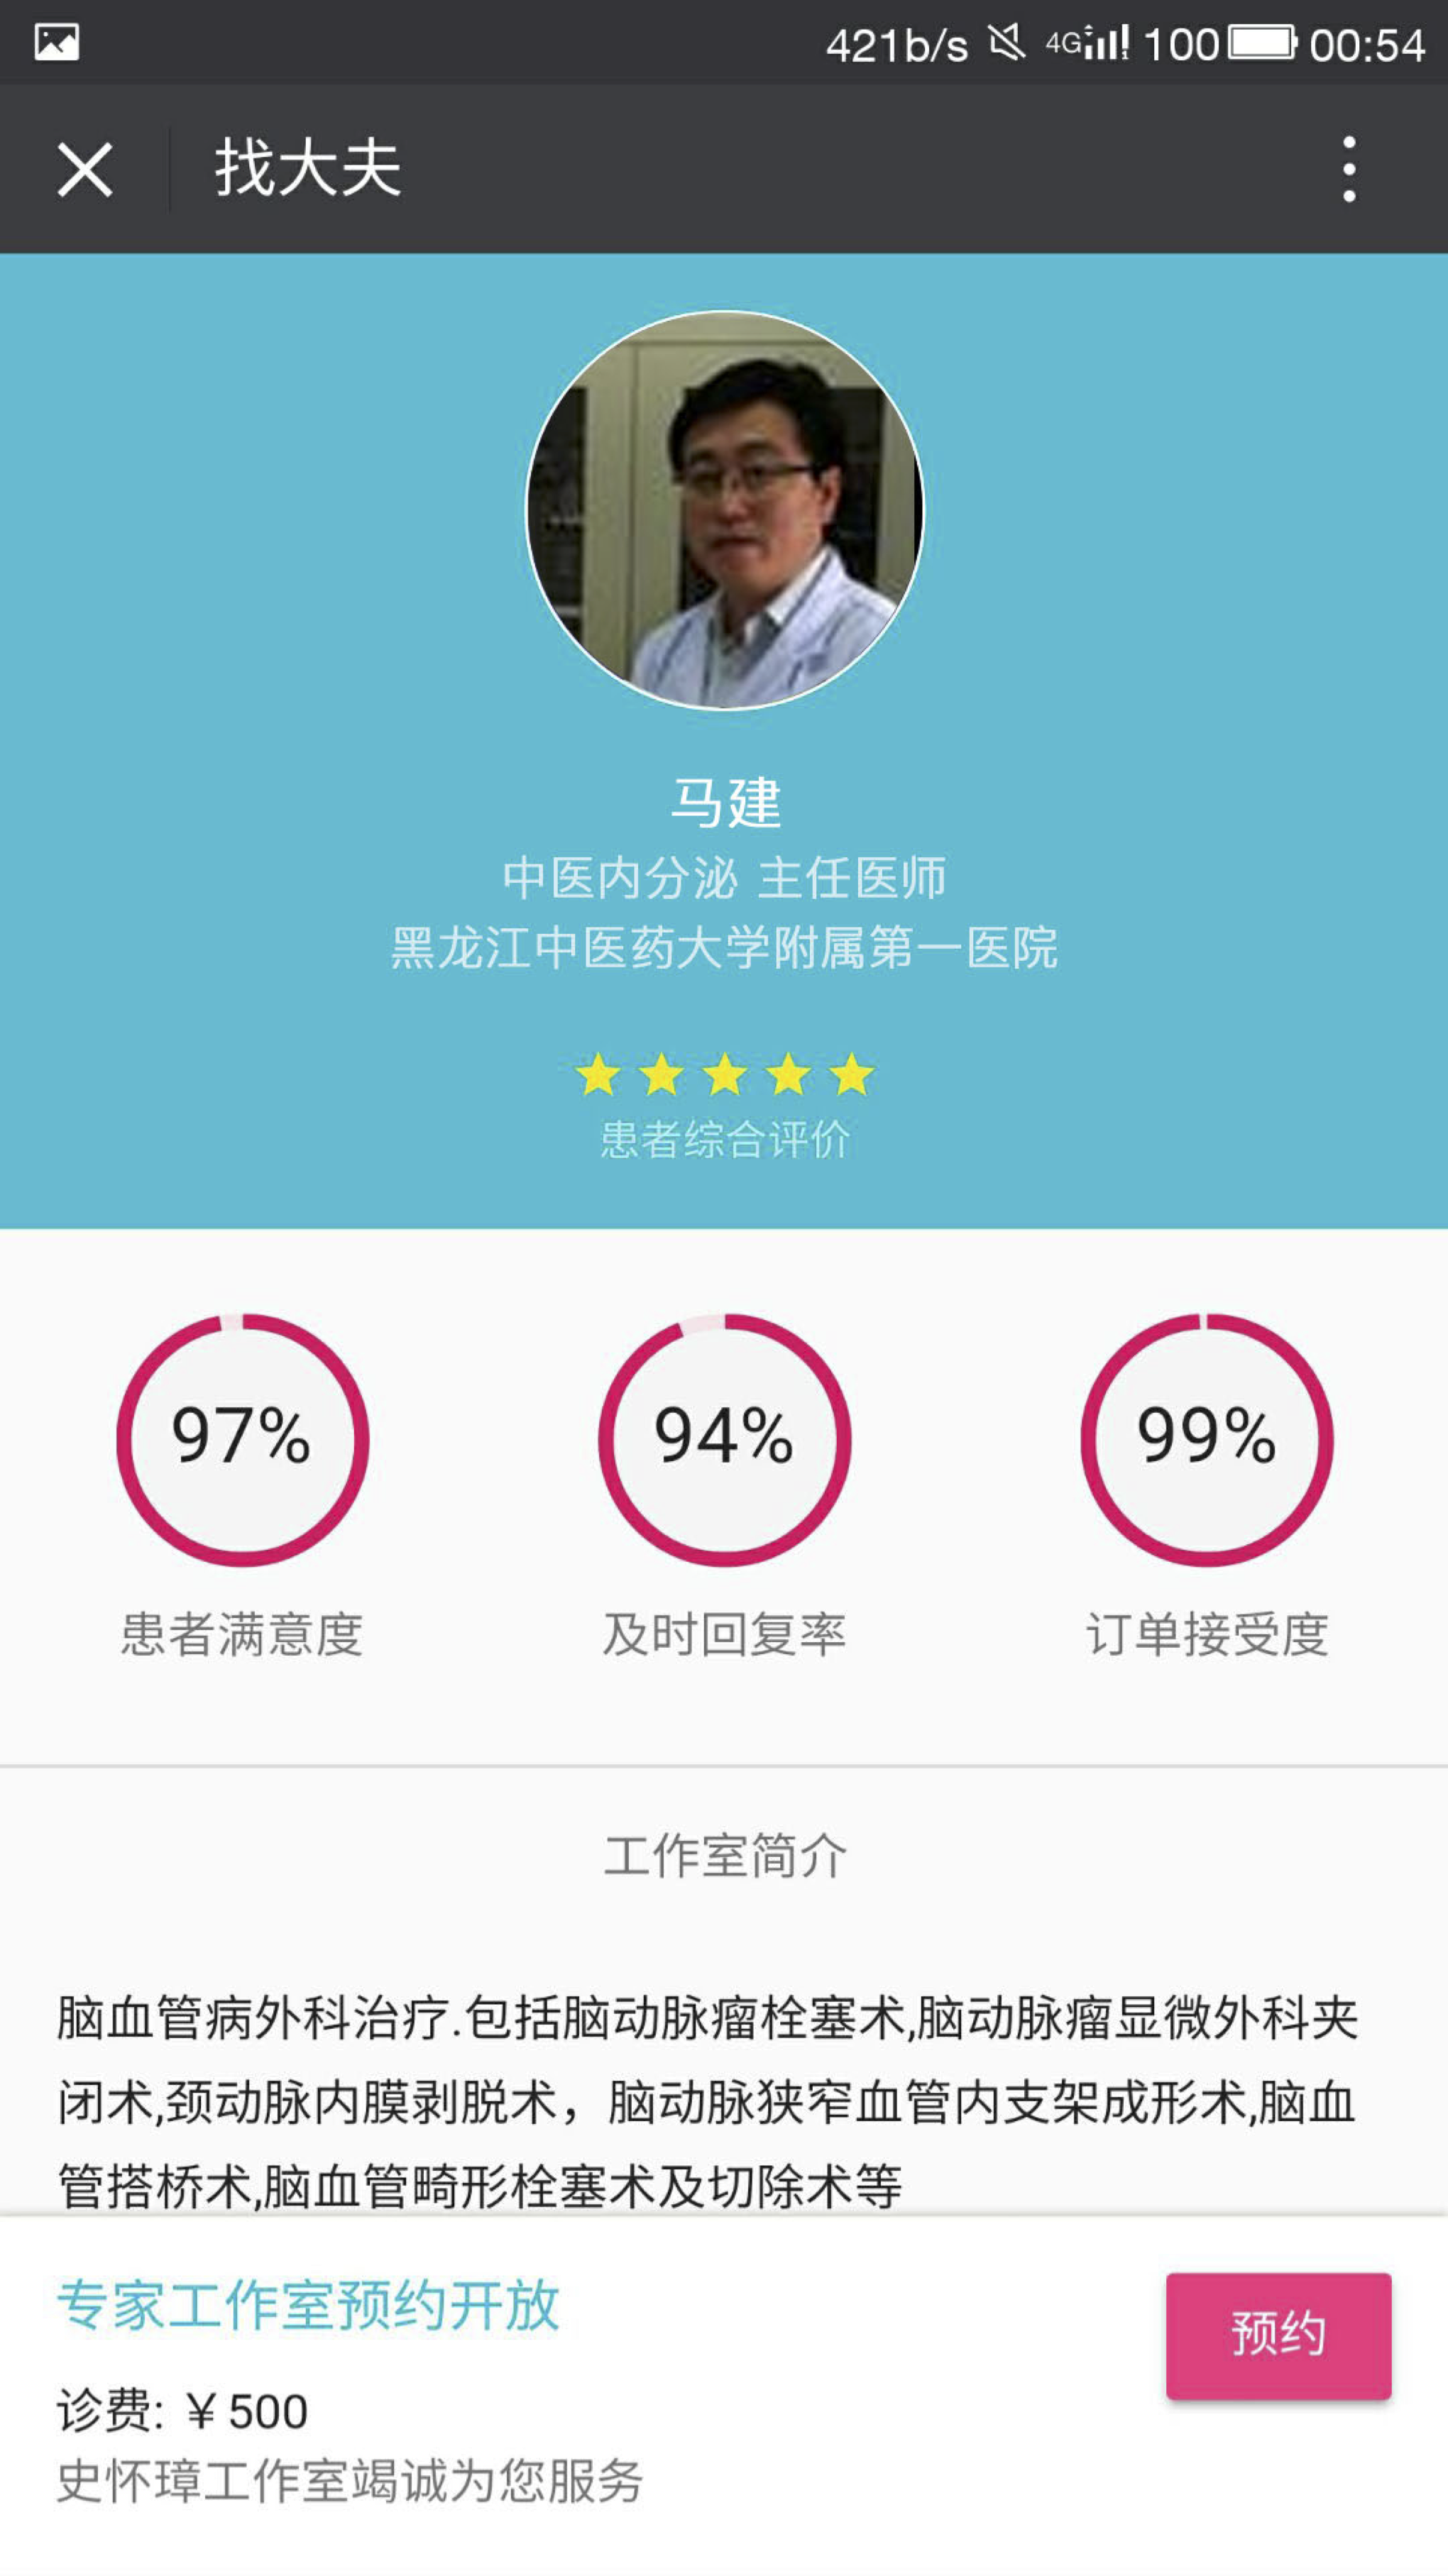 421b/s 4G 100 00:54
找大夫
马建
中医内分泌 主任医师
黑龙江中医药大学附属第一医院
患者综合评价
97% 94% 99%
患者满意度 及时回复率 订单接受度
工作室简介
脑血管病外科治疗.包括脑动脉瘤栓塞术,脑动脉瘤显微外科夹
闭术,颈动脉内膜剥脱术，脑动脉狭窄血管内支架成形术,脑血
管搭桥术,脑血管畸形栓塞术及切除术等
专家工作室预约开放
预约
诊费: ￥500
史怀璋工作室竭诚为您服务